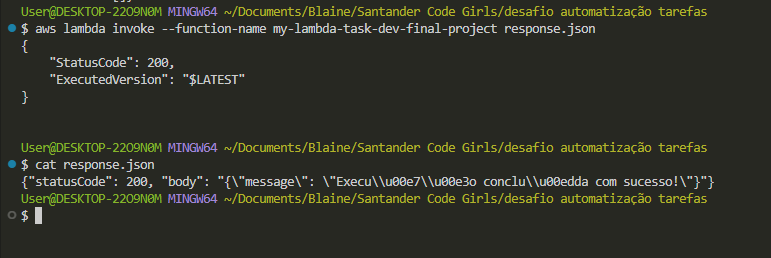 User@DESKTOP-22O9N0M MINGW64 ~/Documents/Blaine/Santander Code Girls/desafio automatização tarefas
$ aws lambda invoke --function-name my-lambda-task-dev-final-project response.json
{
    "StatusCode": 200,
    "ExecutedVersion": "$LATEST"
}
User@DESKTOP-22O9N0M MINGW64 ~/Documents/Blaine/Santander Code Girls/desafio automatização tarefas
$ cat response.json
{"statusCode": 200, "body": "{\"message\": \"Execu\\u00e7\\u00e3o conclu\\u00edda com sucesso!\"}"}
User@DESKTOP-22O9N0M MINGW64 ~/Documents/Blaine/Santander Code Girls/desafio automatização tarefas
$